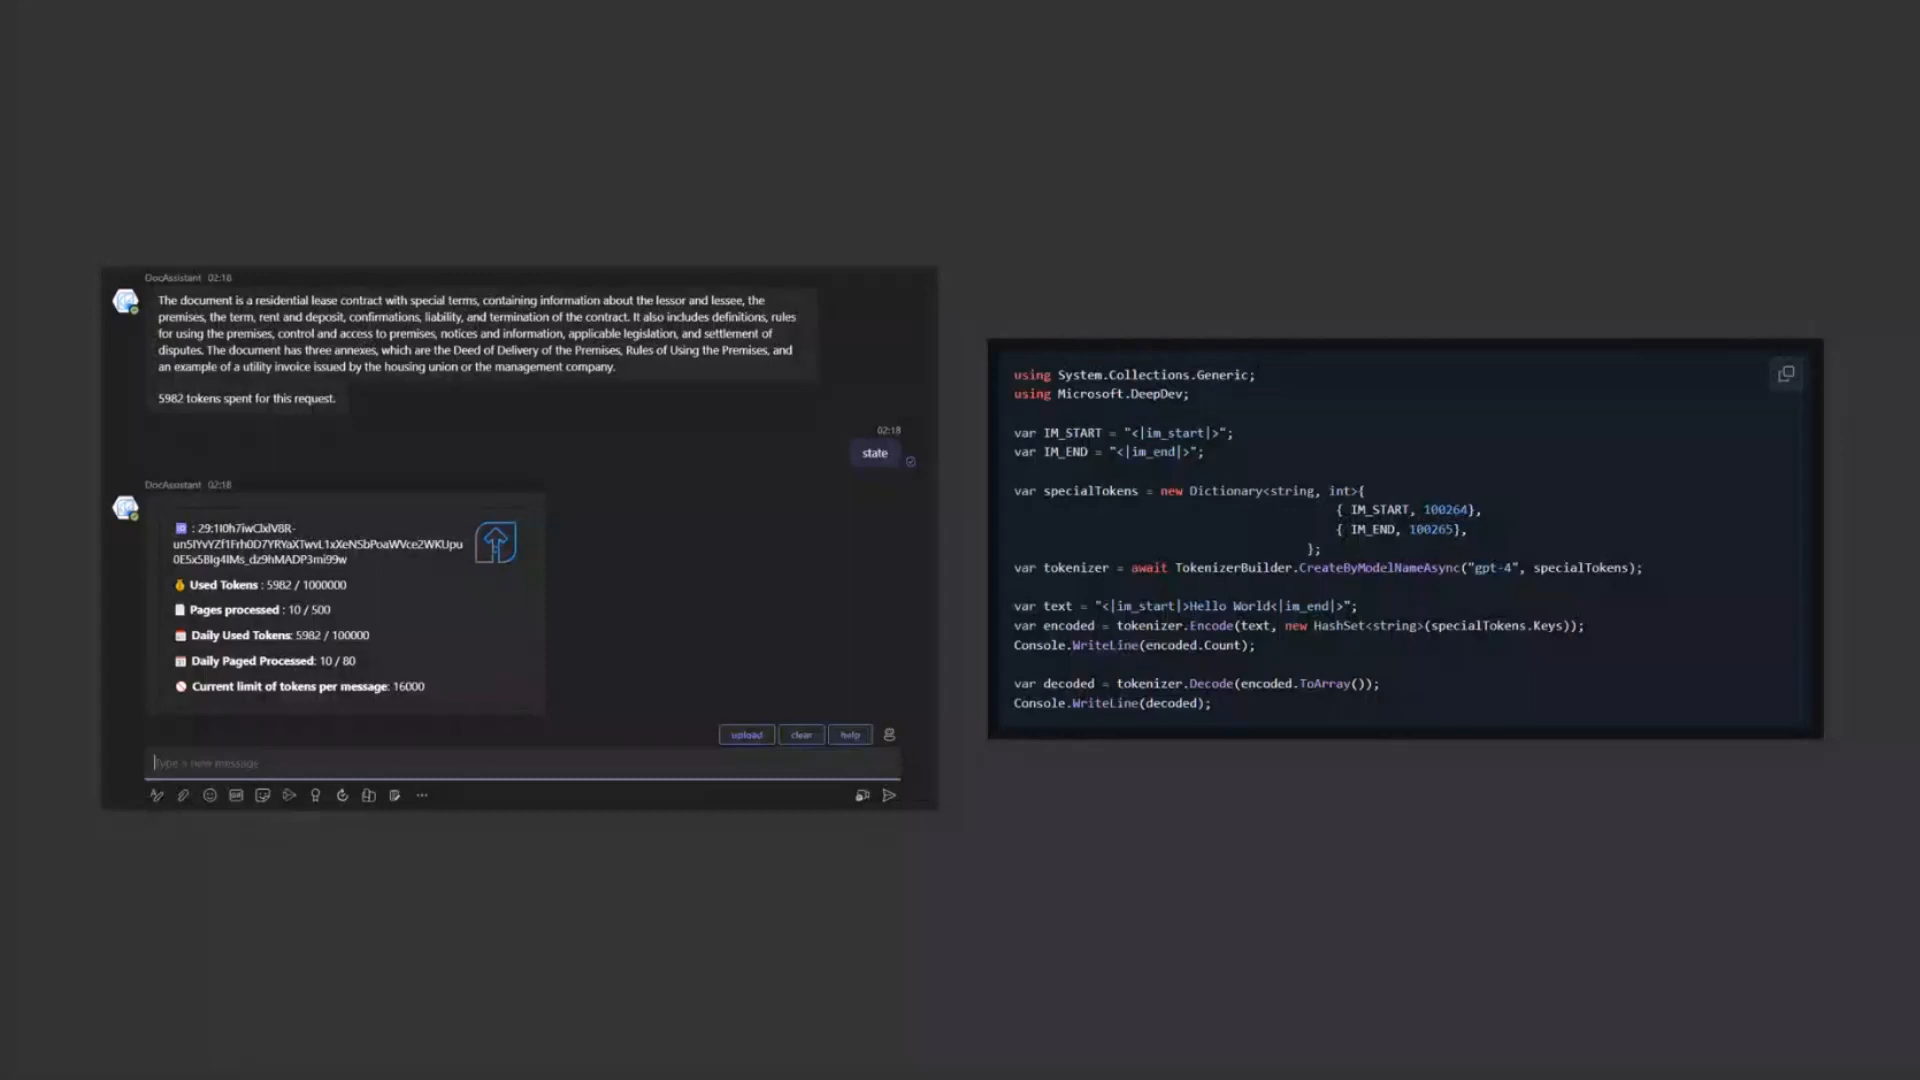 DocAssistant 02:18
The document is a residential lease contract with special terms, containing information about the lessor and lessee, the
premises, the term, rent and deposit, confirmations, liability, and termination of the contract. It also includes definitions, rules
for using the premises, control and access to premises, notices and information, applicable legislation, and settlement of
disputes. The document has three annexes, which are the Deed of Delivery of the Premises, Rules of Using the Premises, and
an example of a utility invoice issued by the housing union or the management company.
5982 tokens spent for this request.
02:18
state
DocAssistant 02:18
Used Tokens : 5982 / 1000000
Pages processed : 10 / 500
Daily Used Tokens: 5982 / 100000
Daily Paged Processed: 10 / 80
Current limit of tokens per message: 16000
upload clear help
Type a new message
using System.Collections.Generic;
using Microsoft.DeepDev;
var IM_START = "<|im_start|>";
var IM_END = "<|im_end|>";
var specialTokens = new Dictionary<string, int>{
{ IM_START, 100264},
{ IM_END, 100265},
};
var tokenizer = await TokenizerBuilder.CreateByModelNameAsync("gpt-4", specialTokens);
var text = "<|im_start|>Hello World<|im_end|>";
var encoded = tokenizer.Encode(text, new HashSet<string>(specialTokens.Keys));
Console.WriteLine(encoded.Count);
var decoded = tokenizer.Decode(encoded.ToArray());
Console.WriteLine(decoded);